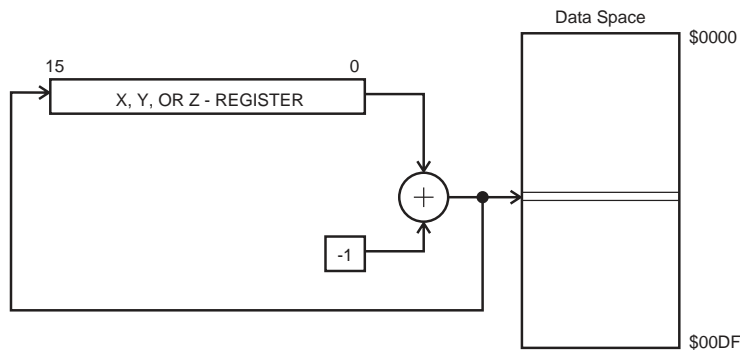 Data Space
$0000
15 0
X, Y, OR Z - REGISTER
+
-1
$00DF